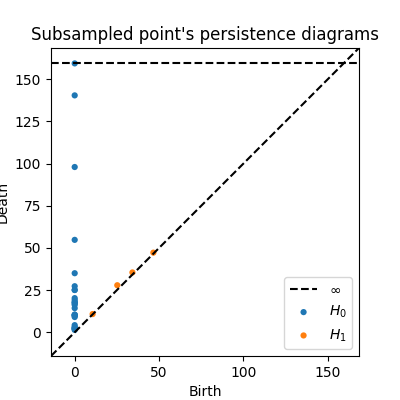 Subsampled point's persistence diagrams
150
125
100
75
50
25
0
Death
0 50 100 150
Birth
∞
H₀
H₁